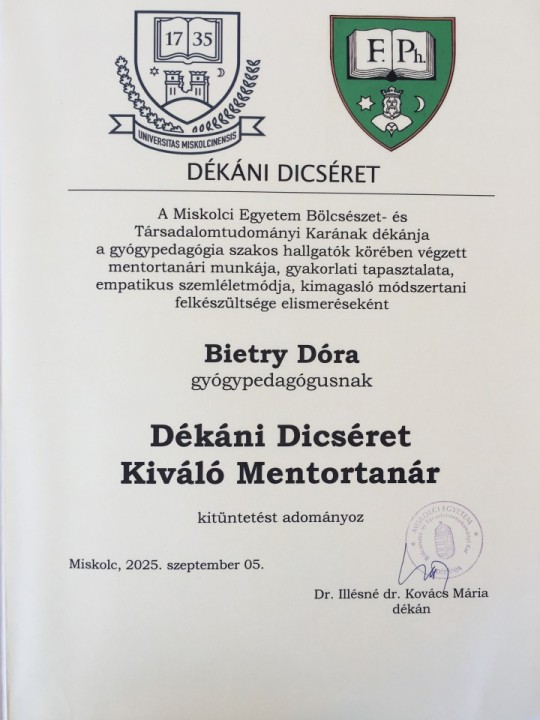 17 35
F. Ph.
UNIVERSITAS MISKOLCINENSIS
DÉKÁNI DICSÉRET
A Miskolci Egyetem Bölcsészet- és
Társadalomtudományi Karának dékánja
a gyógypedagógia szakos hallgatók körében végzett
mentortanári munkája, gyakorlati tapasztalata,
empatikus szemléletmódja, kimagasló módszertani
felkészültsége elismeréseként
Bietry Dóra
gyógypedagógusnak
Dékáni Dicséret
Kiváló Mentortanár
kitüntetést adományoz
MISKOLCI EGYETEM
Miskolc, 2025. szeptember 05.
Dr. Illésné dr. Kovács Mária
dékán